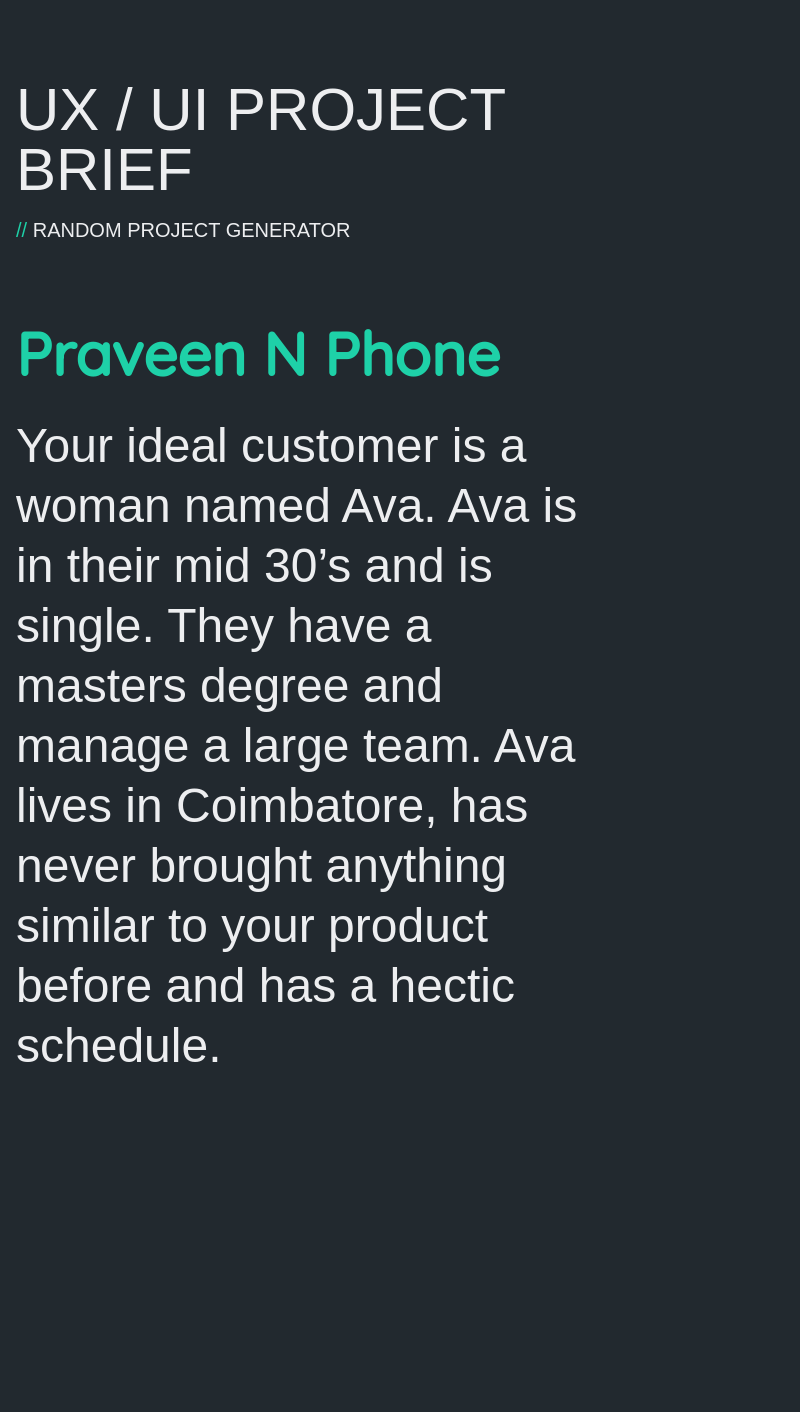 UX / UI PROJECT
BRIEF
// RANDOM PROJECT GENERATOR
Praveen N Phone
Your ideal customer is a
woman named Ava. Ava is
in their mid 30’s and is
single. They have a
masters degree and
manage a large team. Ava
lives in Coimbatore, has
never brought anything
similar to your product
before and has a hectic
schedule.